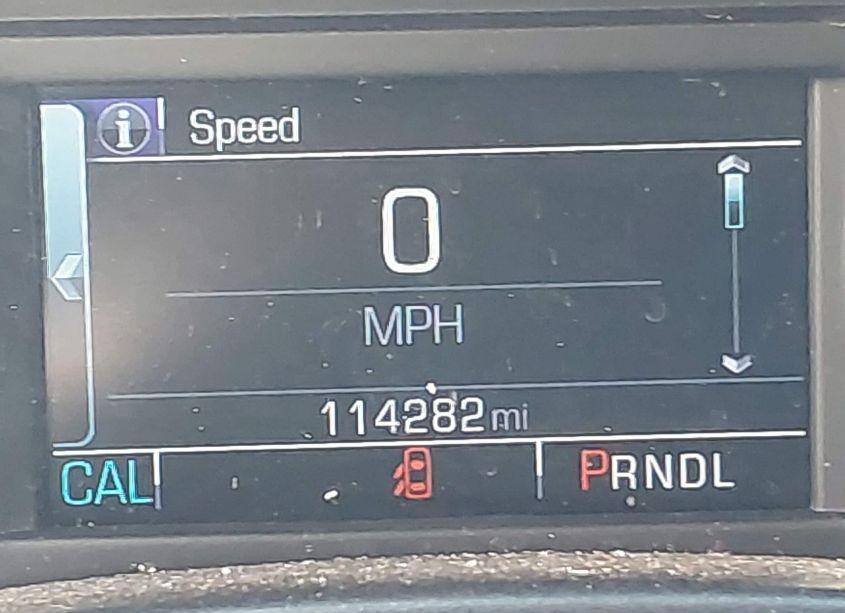 i Speed
0
MPH
114282mi
CAL PRNDL